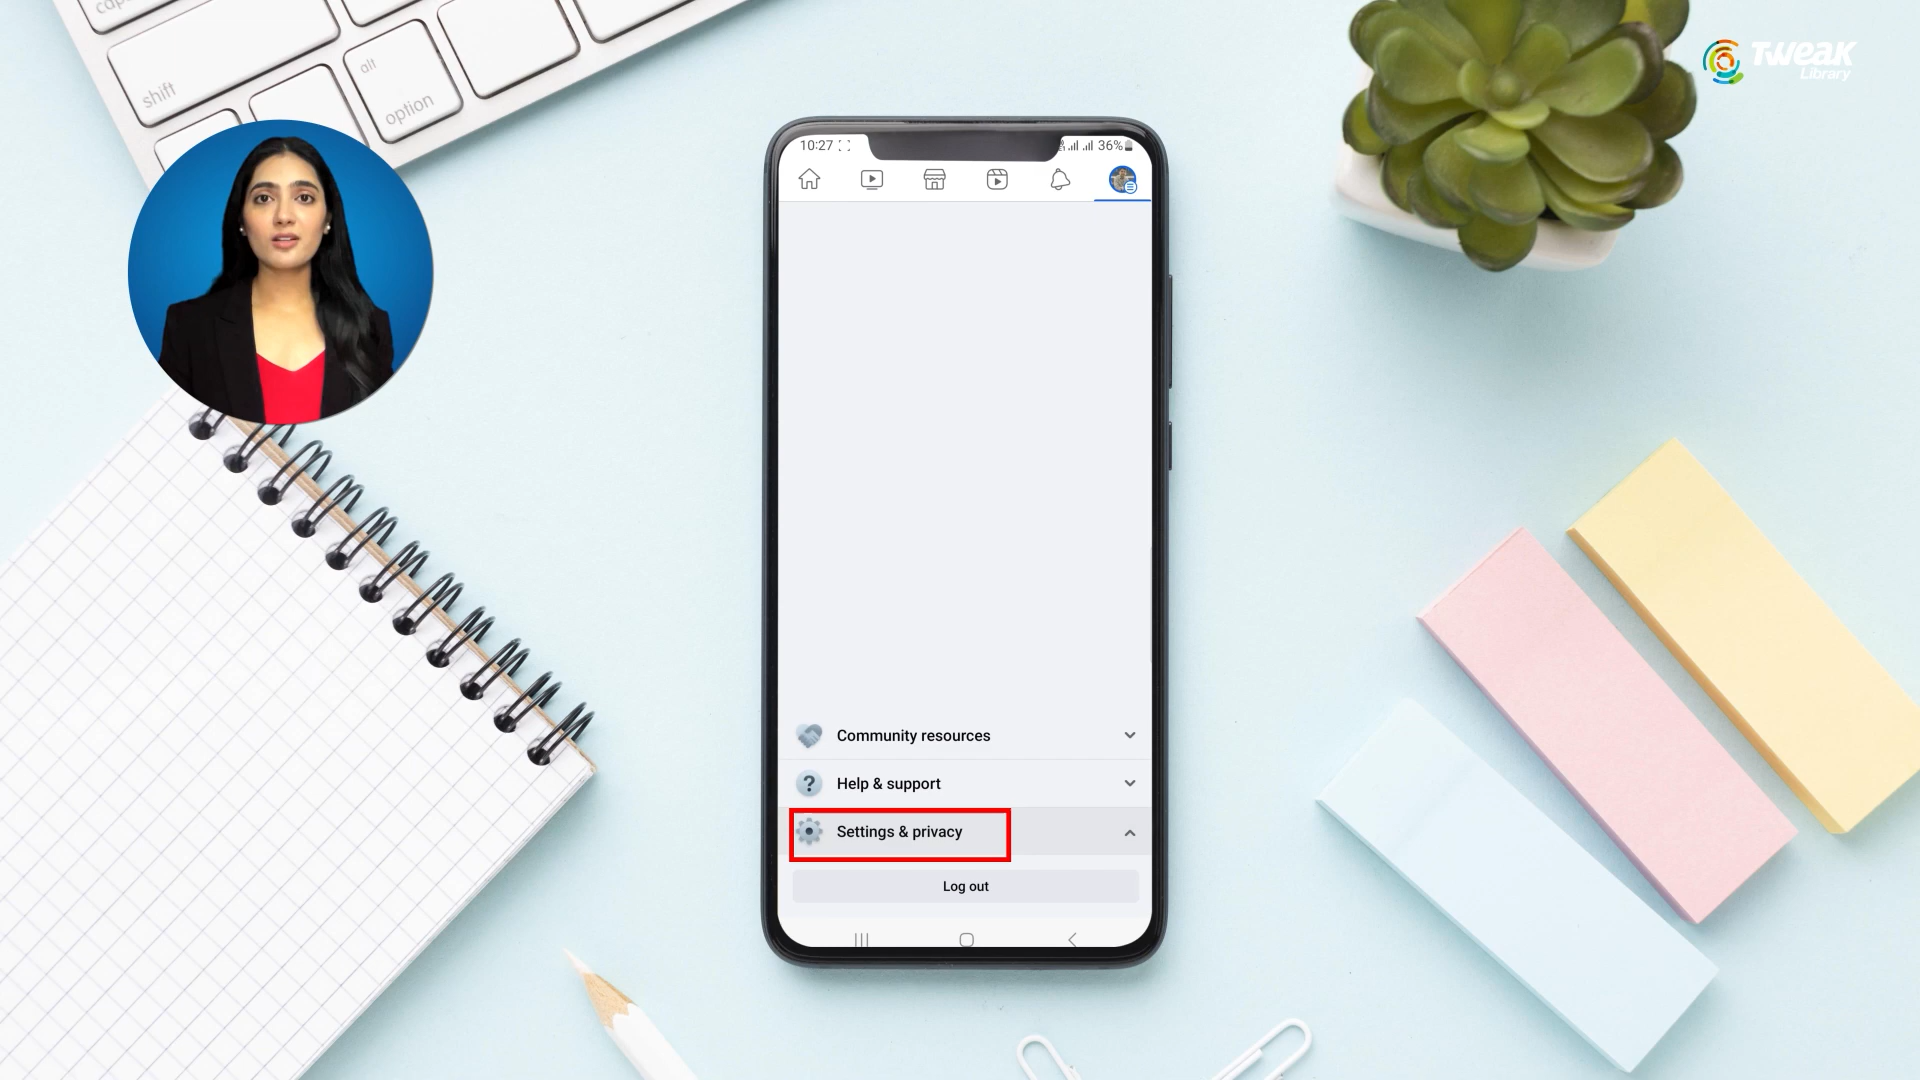 shift
alt
option
TWEAK
Library
10:27
36%
Community resources
? Help & support
Settings & privacy
Log out